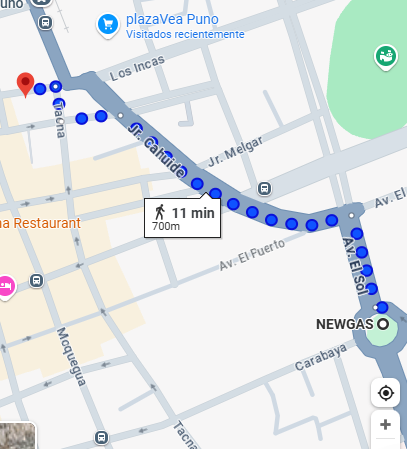 Puno
plazaVea Puno
Visitados recientemente
Los Incas
Tacna
Jr. Cahuide
Jr. Melgar
11 min
700m
Av. El
na Restaurant
Av. El Puerto
Av. El Sol
NEWGAS
Moquegua
Carabaya
Tacna